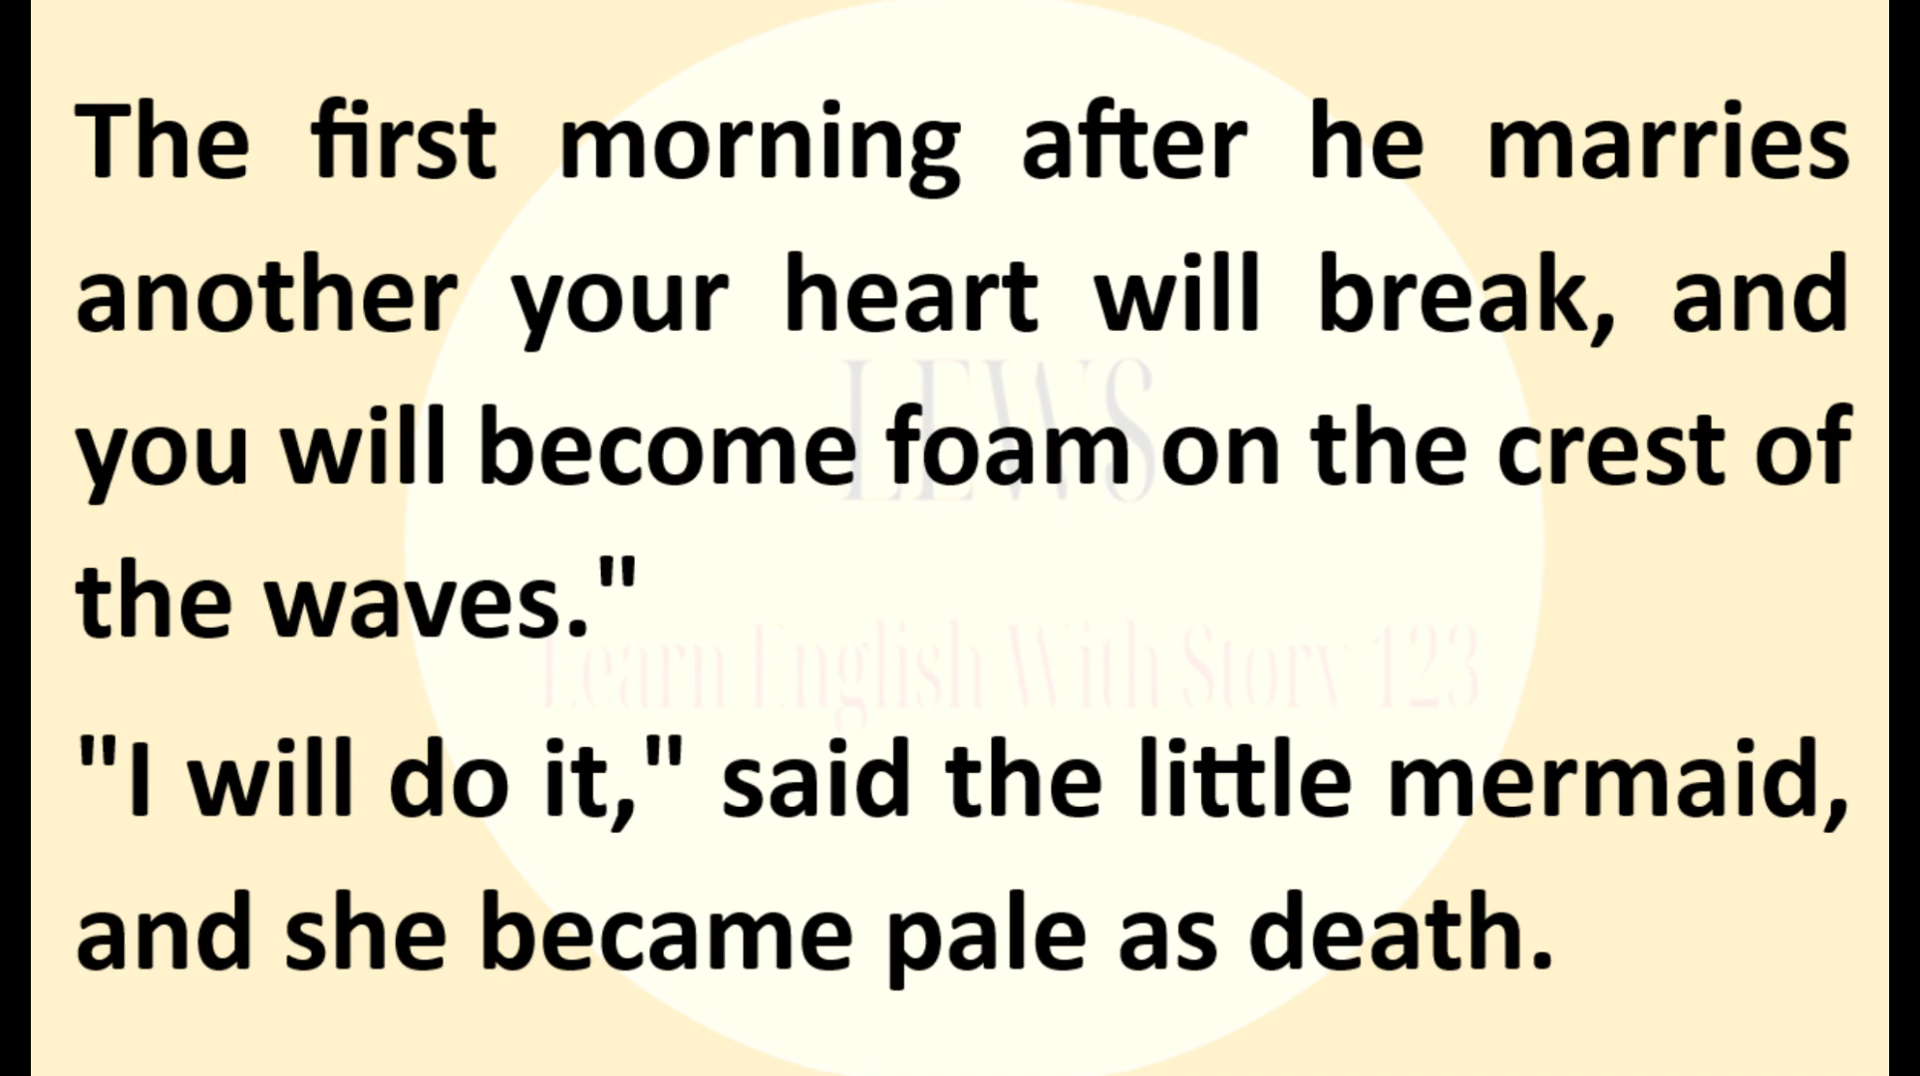 The first morning after he marries
another your heart will break, and
LEWS
you will become foam on the crest of
the waves."
Learn English With Story 123
"I will do it," said the little mermaid,
and she became pale as death.